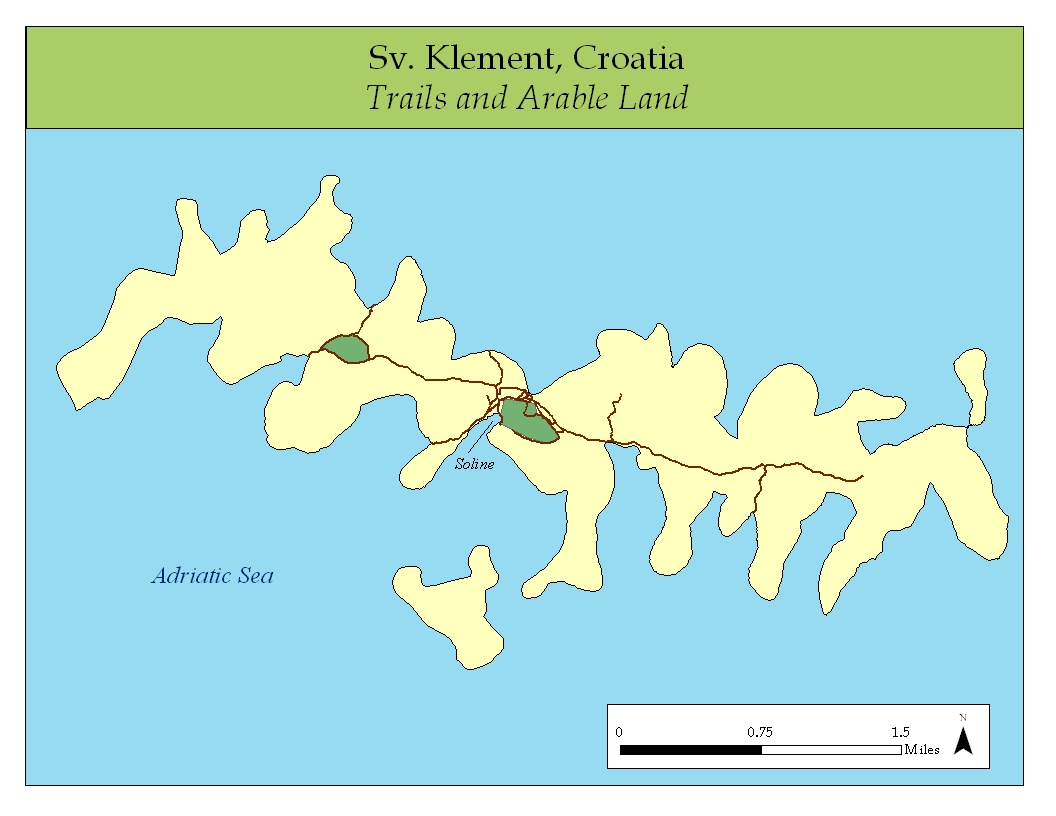 Sv. Klement, Croatia
Trails and Arable Land
Soline
Adriatic Sea
N
0 0.75 1.5
Miles